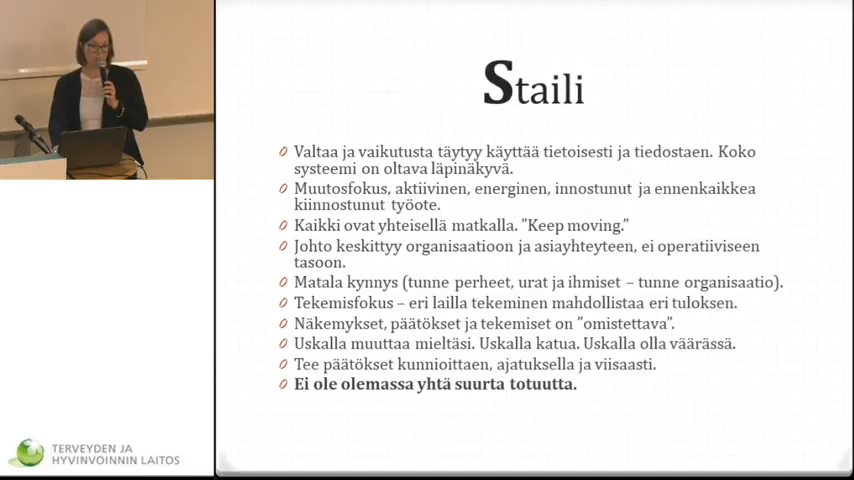 Staili
Valtaa ja vaikutusta täytyy käyttää tietoisesti ja tiedostaen. Koko
systeemi on oltava läpinäkyvä.
Muutosfokus, aktiivinen, energinen, innostunut ja ennenkaikkea
kiinnostunut työote.
Kaikki ovat yhteisellä matkalla. ”Keep moving.”
Johto keskittyy organisaatioon ja asiayhteyteen, ei operatiiviseen
tasoon.
Matala kynnys (tunne perheet, urat ja ihmiset – tunne organisaatio).
Tekemisfokus – eri lailla tekeminen mahdollistaa eri tuloksen.
Näkemykset, päätökset ja tekemiset on ”omistettava”.
Uskalla muuttaa mieltäsi. Uskalla katua. Uskalla olla väärässä.
Tee päätökset kunnioittaen, ajatuksella ja viisaasti.
Ei ole olemassa yhtä suurta totuutta.
TERVEYDEN JA
HYVINVOINNIN LAITOS